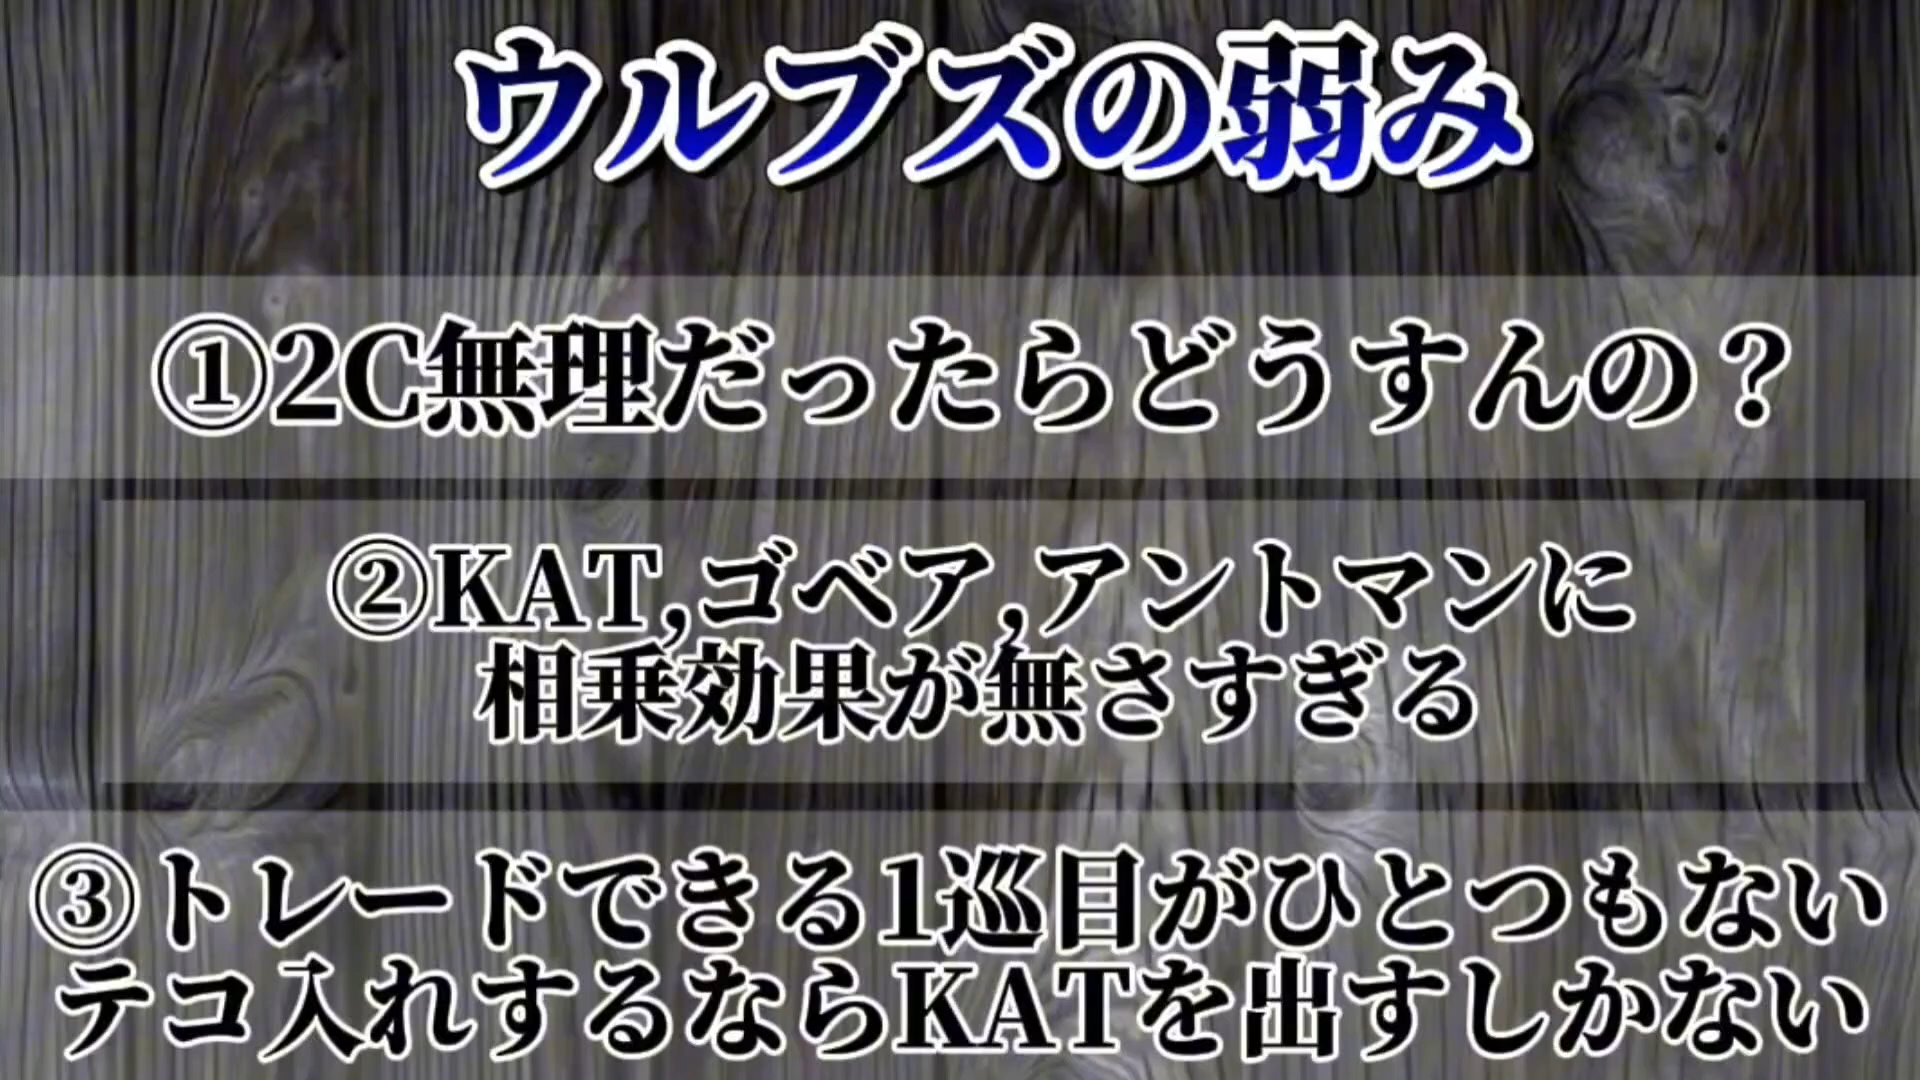 ウルブズの弱み
①2C無理だったらどうすんの？
②KAT,ゴベア,アントマンに
相乗効果が無さすぎる
③トレードできる1巡目がひとつもない
テコ入れするならKATを出すしかない